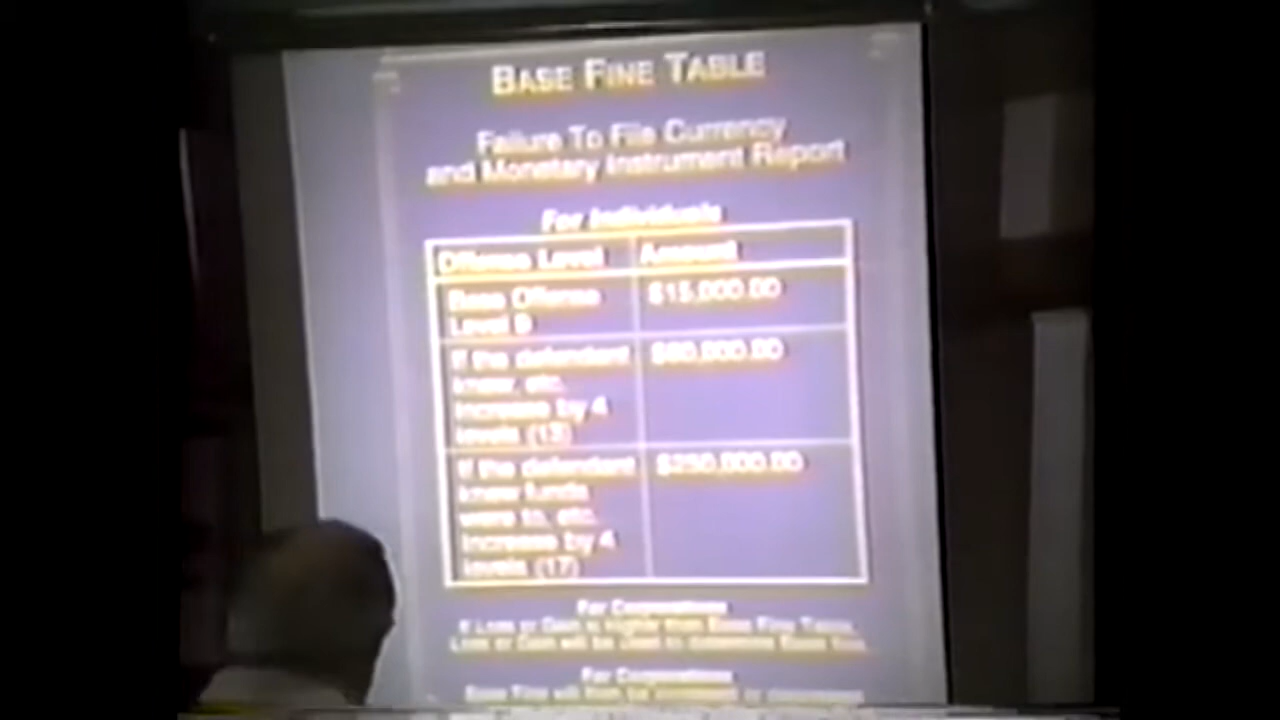 BASE FINE TABLE
Failure To File Currency
and Monetary Instrument Report
For Individuals
Offense Level
Amount
Base Offense
Level 9
$15,000.00
If the defendant
knew, etc.
Increase by 4
levels (13)
$60,000.00
If the defendant
knew funds
were to, etc.
Increase by 4
levels (17)
$250,000.00
For Corporations
If Loss or Gain is Higher than Base Fine Table,
Loss or Gain will be Used to determine Base Fine.
For Corporations
Base Fine will